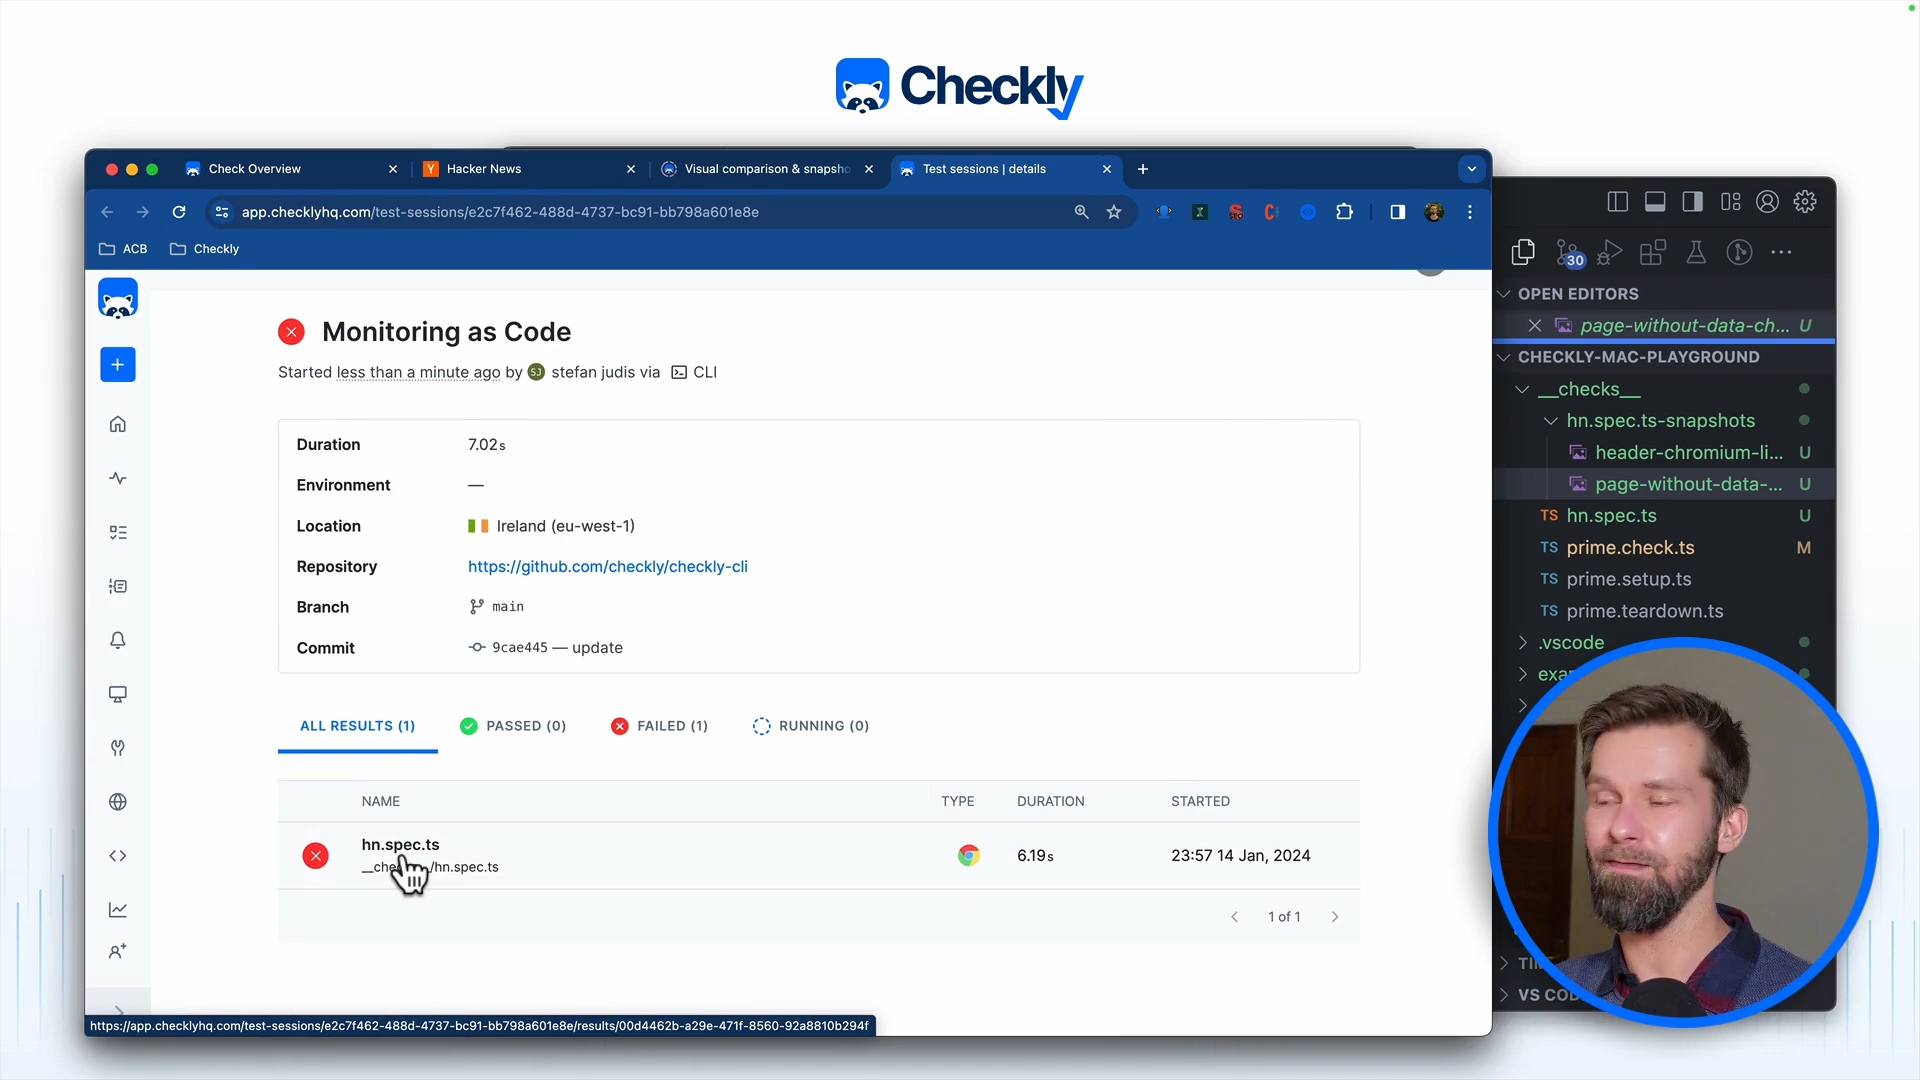 Checkly
Check Overview
Hacker News
Visual comparison & snapsho
Test sessions | details
app.checklyhq.com/test-sessions/e2c7f462-488d-4737-bc91-bb798a601e8e
ACB
Checkly
30
OPEN EDITORS
page-without-data-ch... U
CHECKLY-MAC-PLAYGROUND
__checks__
hn.spec.ts-snapshots
header-chromium-li... U
page-without-data-... U
TS hn.spec.ts U
TS prime.check.ts M
TS prime.setup.ts
TS prime.teardown.ts
.vscode
Monitoring as Code
Started less than a minute ago by SJ stefan judis via CLI
Duration 7.02s
Environment —
Location Ireland (eu-west-1)
Repository https://github.com/checkly/checkly-cli
Branch main
Commit 9cae445 — update
ALL RESULTS (1) PASSED (0) FAILED (1) RUNNING (0)
NAME TYPE DURATION STARTED
hn.spec.ts
/hn.spec.ts
6.19s 23:57 14 Jan, 2024
1 of 1
VS COD
https://app.checklyhq.com/test-sessions/e2c7f462-488d-4737-bc91-bb798a601e8e/results/00d4462b-a29e-471f-8560-92a8810b294f